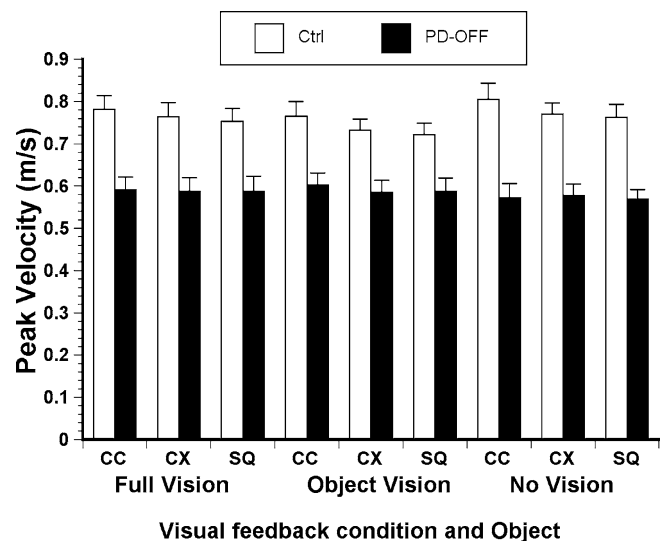 Ctrl PD-OFF
Peak Velocity (m/s)
0.9
0.8
0.7
0.6
0.5
0.4
0.3
0.2
0.1
0
CC CX SQ CC CX SQ CC CX SQ
Full Vision Object Vision No Vision
Visual feedback condition and Object